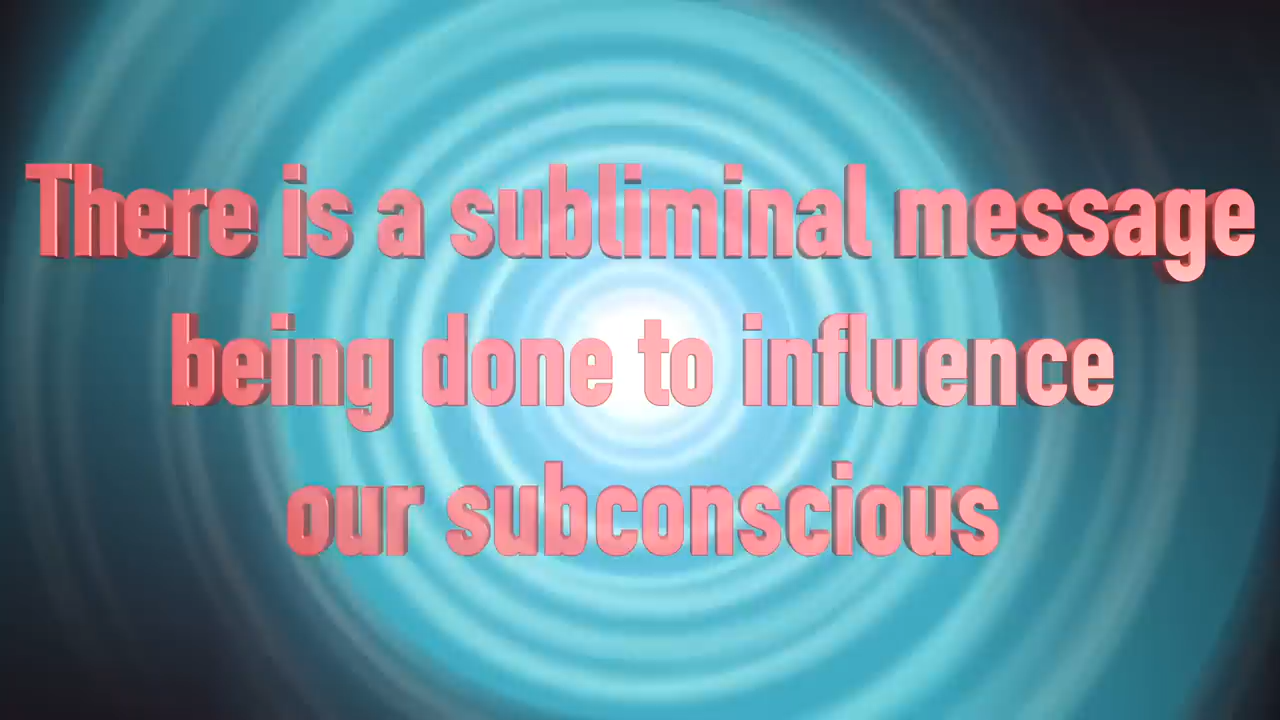 There is a subliminal message
being done to influence
our subconscious